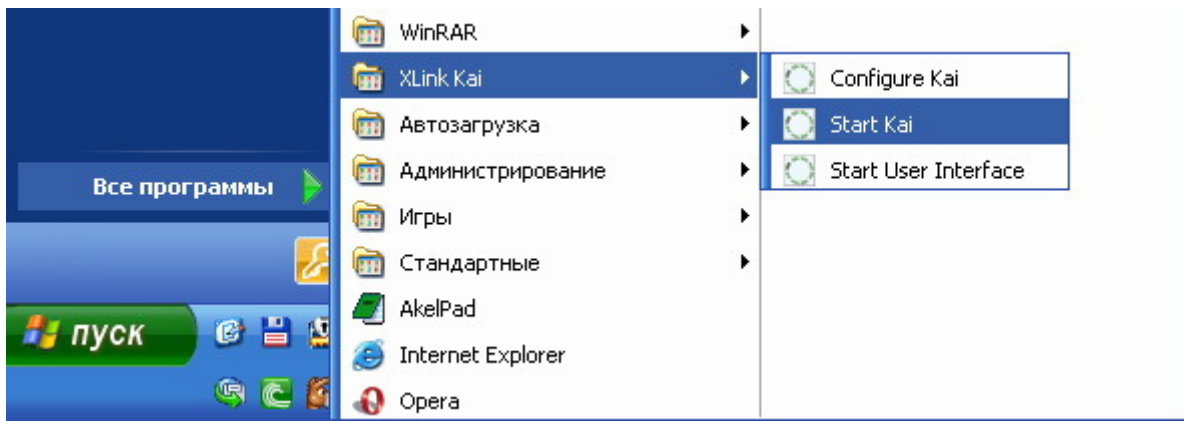 WinRAR
XLink Kai
Configure Kai
Автозагрузка
Start Kai
Администрирование
Start User Interface
Все программы
Игры
Стандартные
AkelPad
пуск
Internet Explorer
Opera